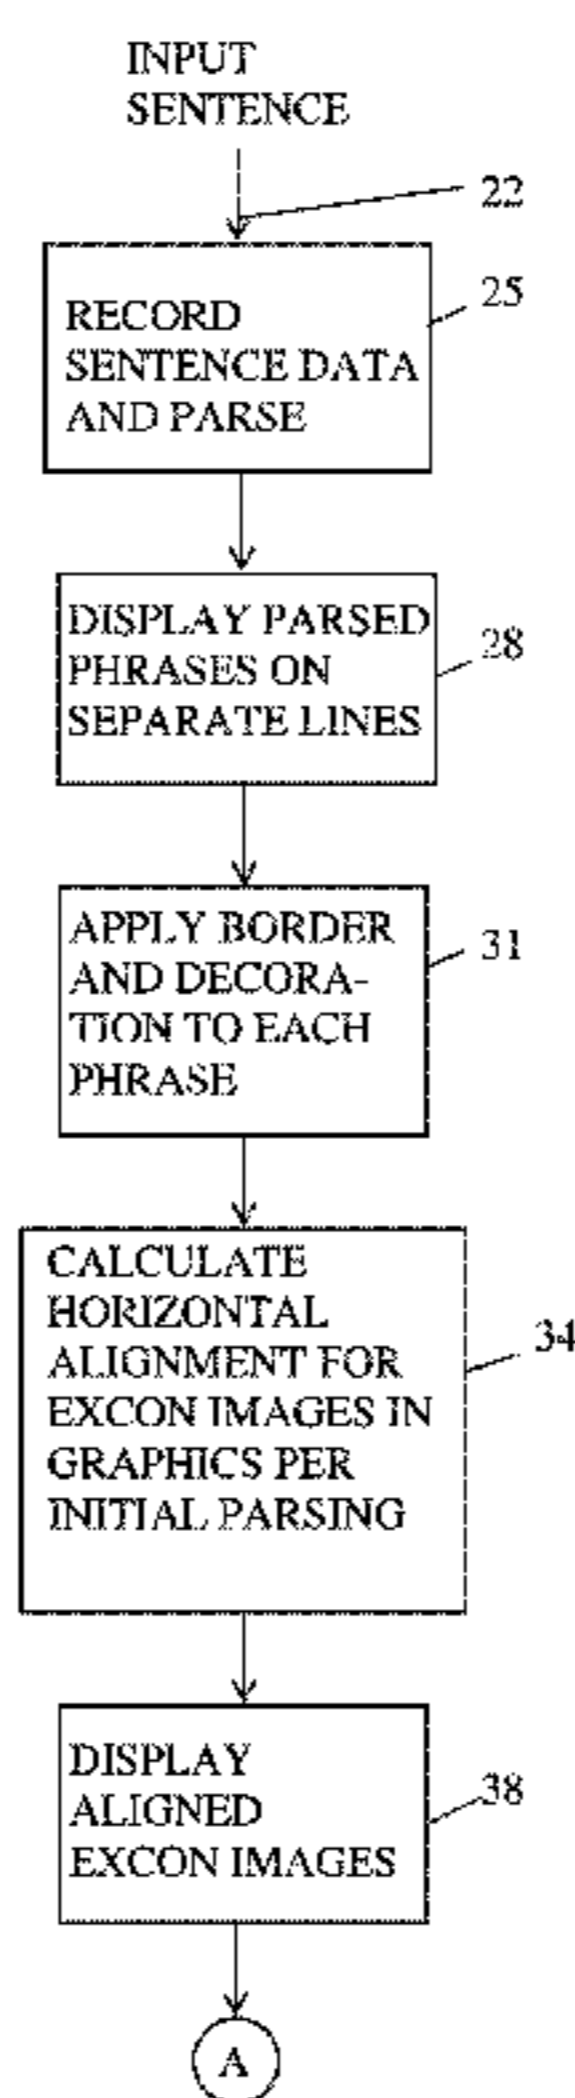 INPUT
SENTENCE
22
25
RECORD
SENTENCE DATA
AND PARSE
DISPLAY PARSED
PHRASES ON
SEPARATE LINES
28
APPLY BORDER
AND DECORA-
TION TO EACH
PHRASE
31
CALCULATE
HORIZONTAL
ALIGNMENT FOR
EXCON IMAGES IN
GRAPHICS PER
INITIAL PARSING
34
DISPLAY
ALIGNED
EXCON IMAGES
38
A